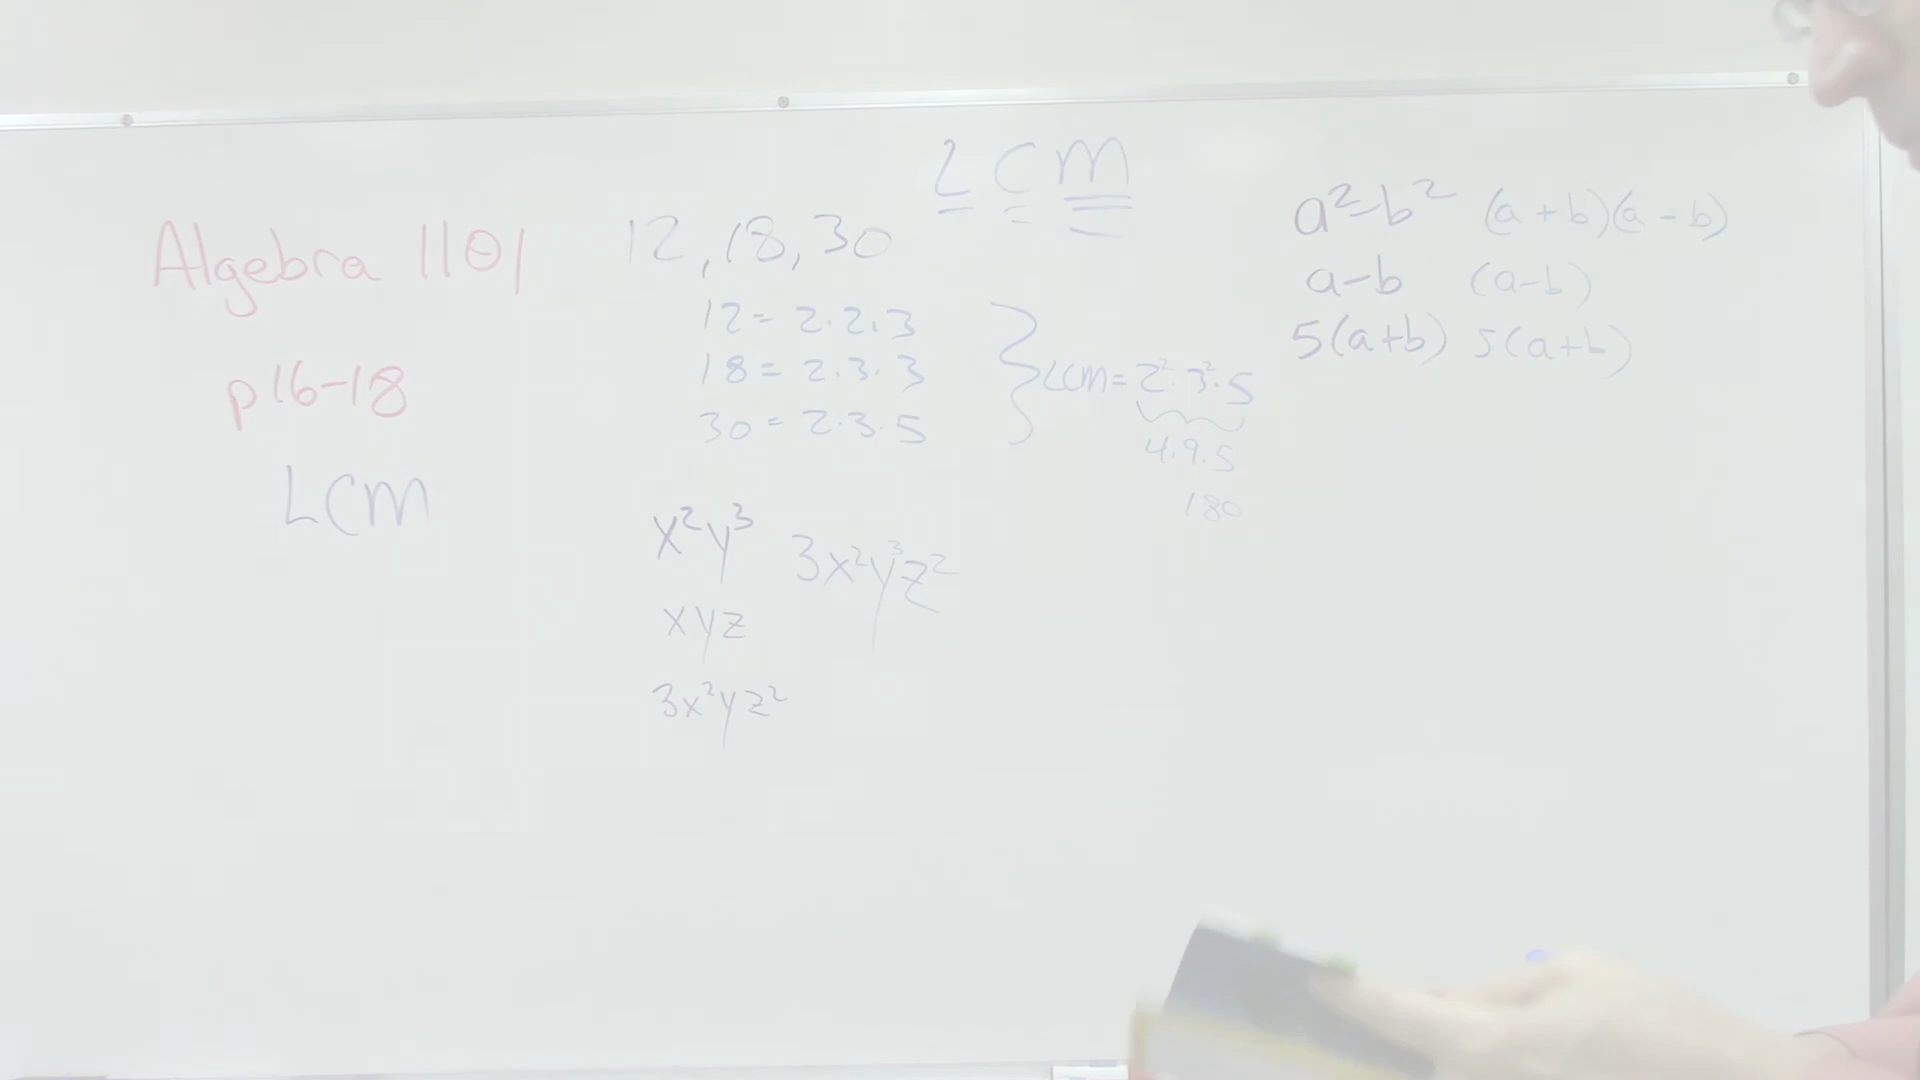 LCM
Algebra 1101
p16-18
LCM
12, 18, 30
12 = 2·2·3
18 = 2·3·3
30 = 2·3·5
LCM = 2²·3²·5
4·9·5
180
x²y³ 3x²y³z²
xyz
3x²yz²
a²-b² (a+b)(a-b)
a-b (a-b)
5(a+b) 5(a+b)